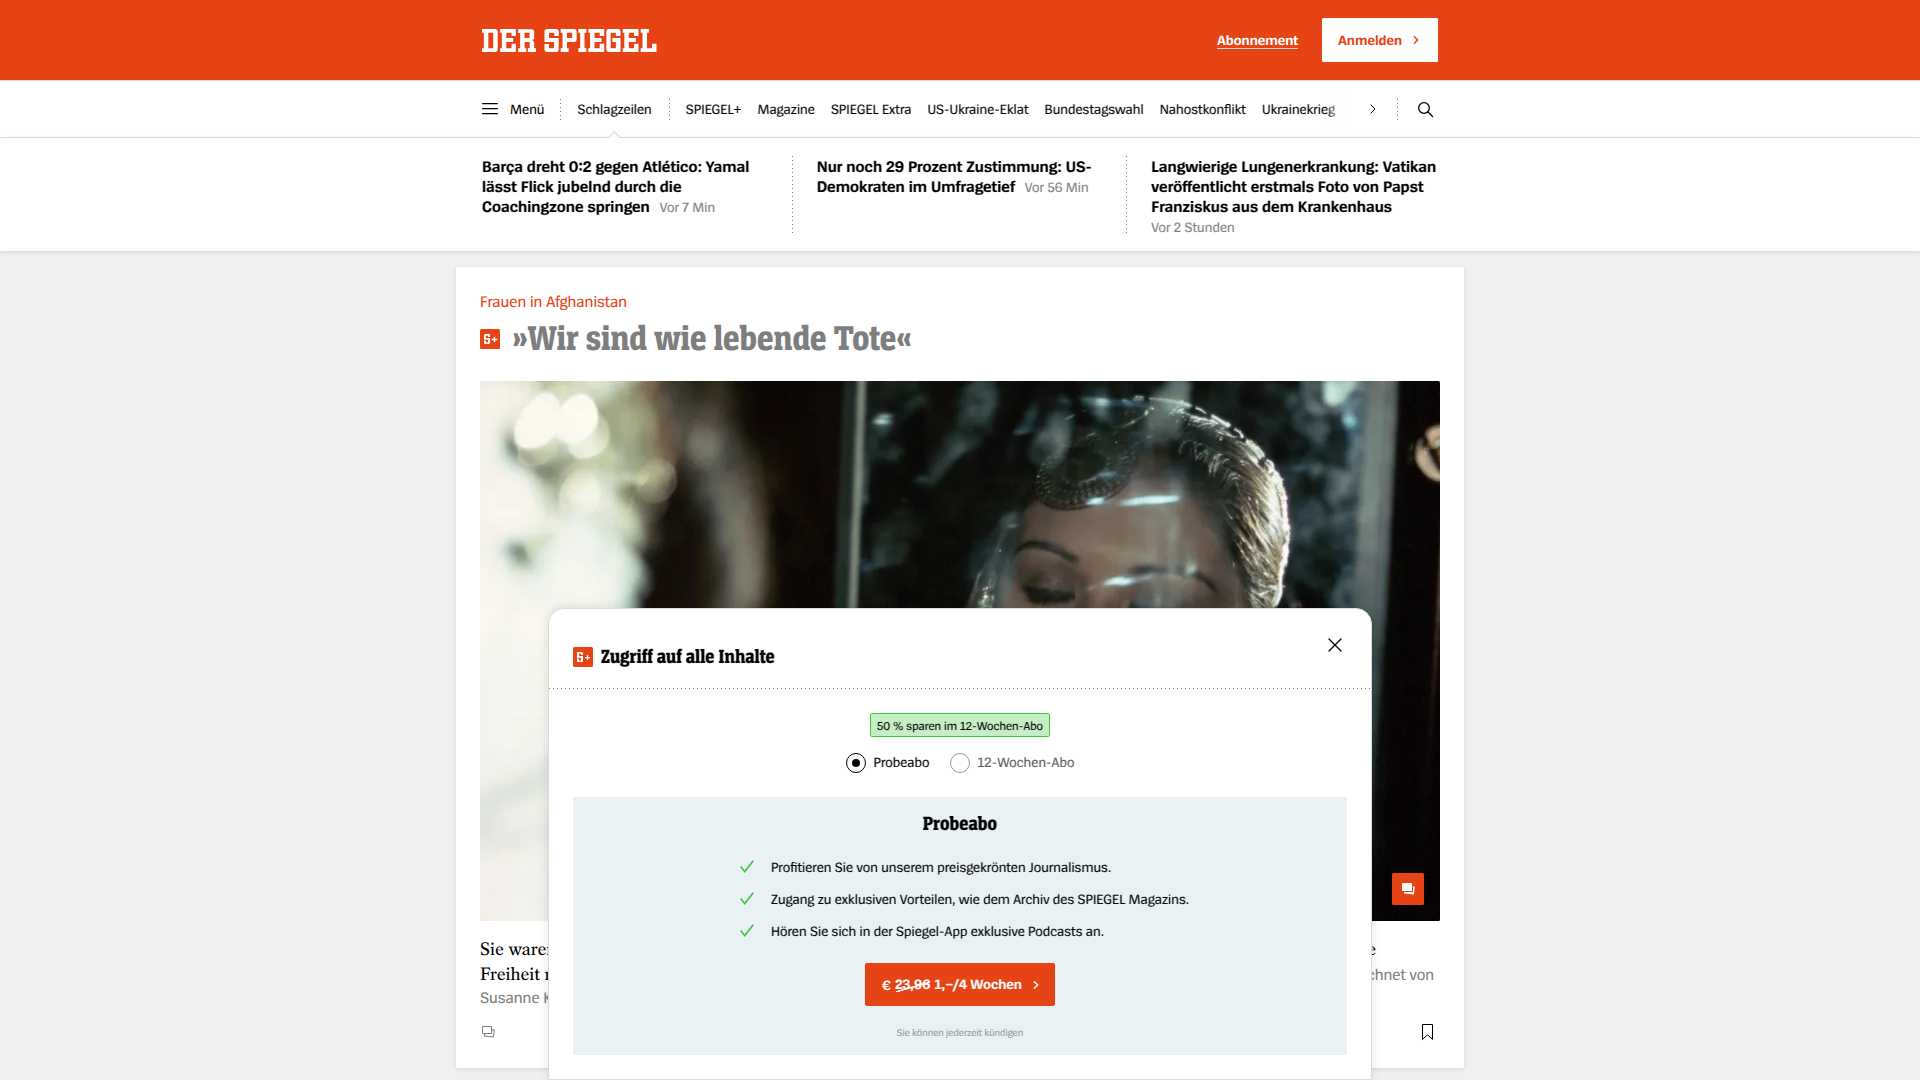 DER SPIEGEL
Abonnement
Anmelden
Menü
Schlagzeilen
SPIEGEL+
Magazine
SPIEGEL Extra
US-Ukraine-Eklat
Bundestagswahl
Nahostkonflikt
Ukrainekrieg
Barça dreht 0:2 gegen Atlético: Yamal
lässt Flick jubelnd durch die
Coachingzone springen Vor 7 Min
Nur noch 29 Prozent Zustimmung: US-
Demokraten im Umfragetief Vor 56 Min
Langwierige Lungenerkrankung: Vatikan
veröffentlicht erstmals Foto von Papst
Franziskus aus dem Krankenhaus
Vor 2 Stunden
Frauen in Afghanistan
S+ »Wir sind wie lebende Tote«
S+ Zugriff auf alle Inhalte
50 % sparen im 12-Wochen-Abo
Probeabo
12-Wochen-Abo
Probeabo
Profitieren Sie von unserem preisgekrönten Journalismus.
Zugang zu exklusiven Vorteilen, wie dem Archiv des SPIEGEL Magazins.
Hören Sie sich in der Spiegel-App exklusive Podcasts an.
€ 23,96 1,–/4 Wochen
Sie können jederzeit kündigen
Sie
Freiheit
chnet von
Susanne